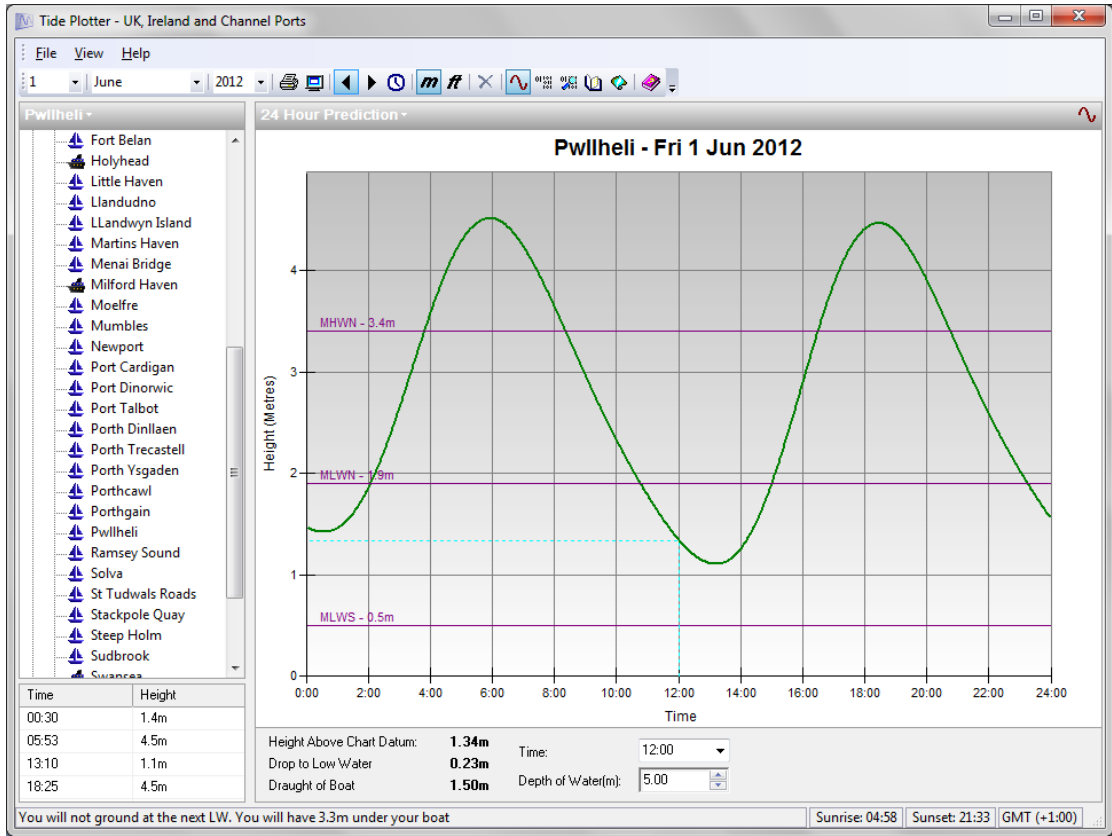 Tide Plotter - UK, Ireland and Channel Ports
File View Help
1 June 2012 m ft
Pwllheli
Fort Belan
Holyhead
Little Haven
Llandudno
LLandwyn Island
Martins Haven
Menai Bridge
Milford Haven
Moelfre
Mumbles
Newport
Port Cardigan
Port Dinorwic
Port Talbot
Porth Dinllaen
Porth Trecastell
Porth Ysgaden
Porthcawl
Porthgain
Pwllheli
Ramsey Sound
Solva
St Tudwals Roads
Stackpole Quay
Steep Holm
Sudbrook
Swansea
Time Height
00:30 1.4m
05:53 4.5m
13:10 1.1m
18:25 4.5m
24 Hour Prediction
Pwllheli - Fri 1 Jun 2012
Height (Metres)
4
3
2
1
0
MHWN - 3.4m
MLWN - 1.9m
MLWS - 0.5m
0:00 2:00 4:00 6:00 8:00 10:00 12:00 14:00 16:00 18:00 20:00 22:00 24:00
Time
Height Above Chart Datum: 1.34m
Drop to Low Water 0.23m
Draught of Boat 1.50m
Time: 12:00
Depth of Water(m): 5.00
You will not ground at the next LW. You will have 3.3m under your boat
Sunrise: 04:58 Sunset: 21:33 GMT (+1:00)